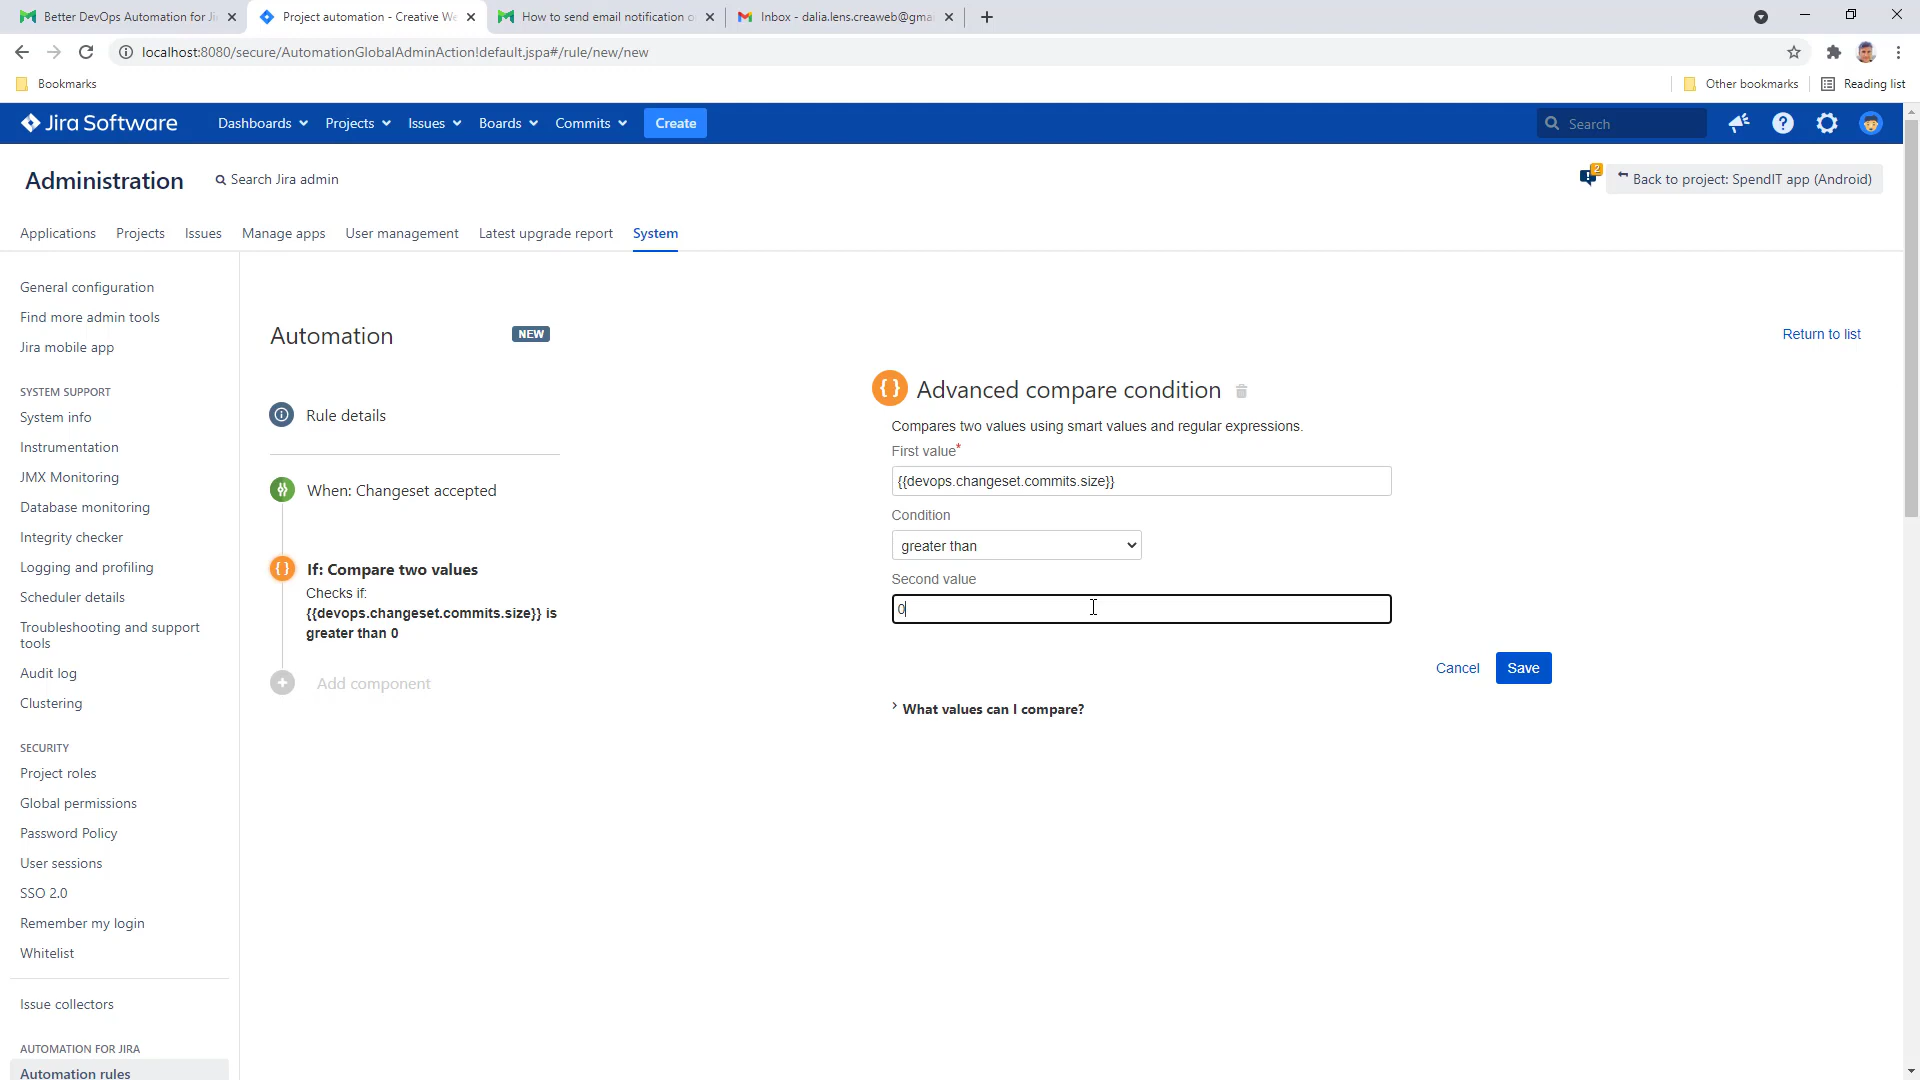 Better DevOps Automation for Ji
Project automation - Creative We
How to send email notification o
Inbox - dalia.lens.creaweb@gma
localhost:8080/secure/AutomationGlobalAdminAction!default.jspa#/rule/new/new
Bookmarks
Other bookmarks
Reading list
Jira Software
Dashboards
Projects
Issues
Boards
Commits
Create
Search
Administration
Search Jira admin
2
Back to project: SpendIT app (Android)
Applications
Projects
Issues
Manage apps
User management
Latest upgrade report
System
General configuration
Find more admin tools
Jira mobile app
SYSTEM SUPPORT
System info
Instrumentation
JMX Monitoring
Database monitoring
Integrity checker
Logging and profiling
Scheduler details
Troubleshooting and support
tools
Audit log
Clustering
SECURITY
Project roles
Global permissions
Password Policy
User sessions
SSO 2.0
Remember my login
Whitelist
Issue collectors
AUTOMATION FOR JIRA
Automation rules
Automation
NEW
Return to list
Rule details
When: Changeset accepted
If: Compare two values
Checks if:
{{devops.changeset.commits.size}} is
greater than 0
Add component
Advanced compare condition
Compares two values using smart values and regular expressions.
First value*
{{devops.changeset.commits.size}}
Condition
greater than
Second value
0
Cancel
Save
What values can I compare?